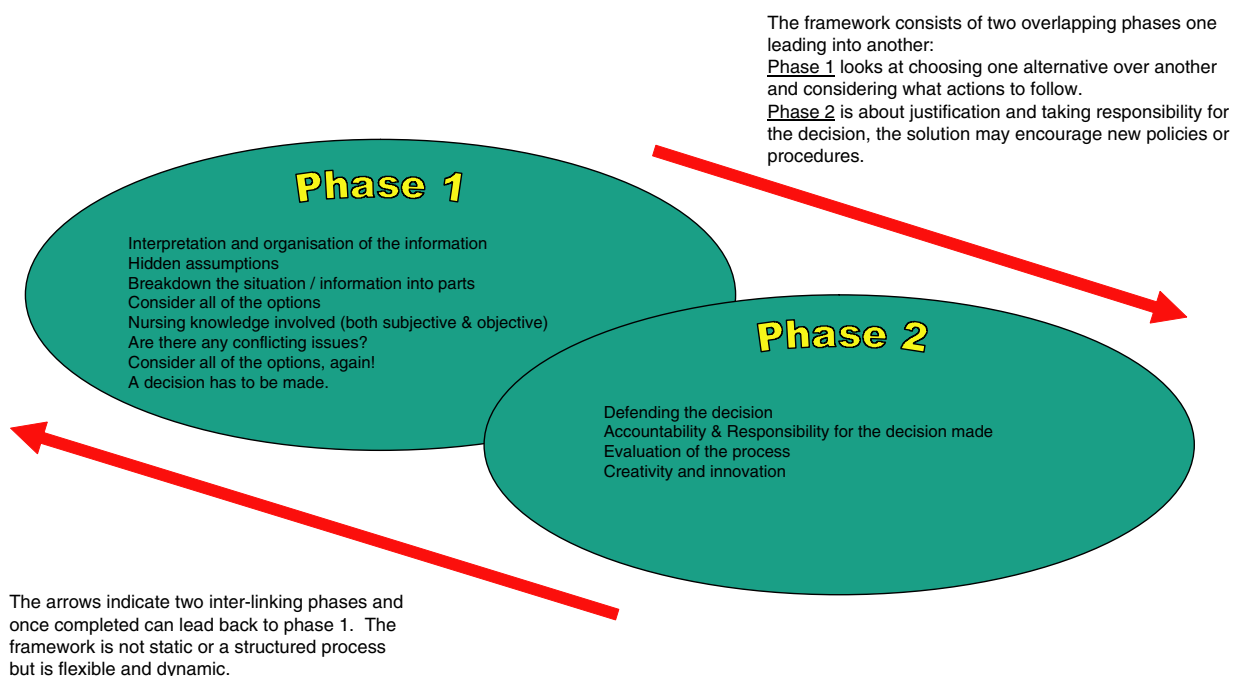 The framework consists of two overlapping phases one
leading into another:
Phase 1 looks at choosing one alternative over another
and considering what actions to follow.
Phase 2 is about justification and taking responsibility for
the decision, the solution may encourage new policies or
procedures.
Phase 1
Interpretation and organisation of the information
Hidden assumptions
Breakdown the situation / information into parts
Consider all of the options
Nursing knowledge involved (both subjective & objective)
Are there any conflicting issues?
Consider all of the options, again!
A decision has to be made.
Phase 2
Defending the decision
Accountability & Responsibility for the decision made
Evaluation of the process
Creativity and innovation
The arrows indicate two inter-linking phases and
once completed can lead back to phase 1. The
framework is not static or a structured process
but is flexible and dynamic.